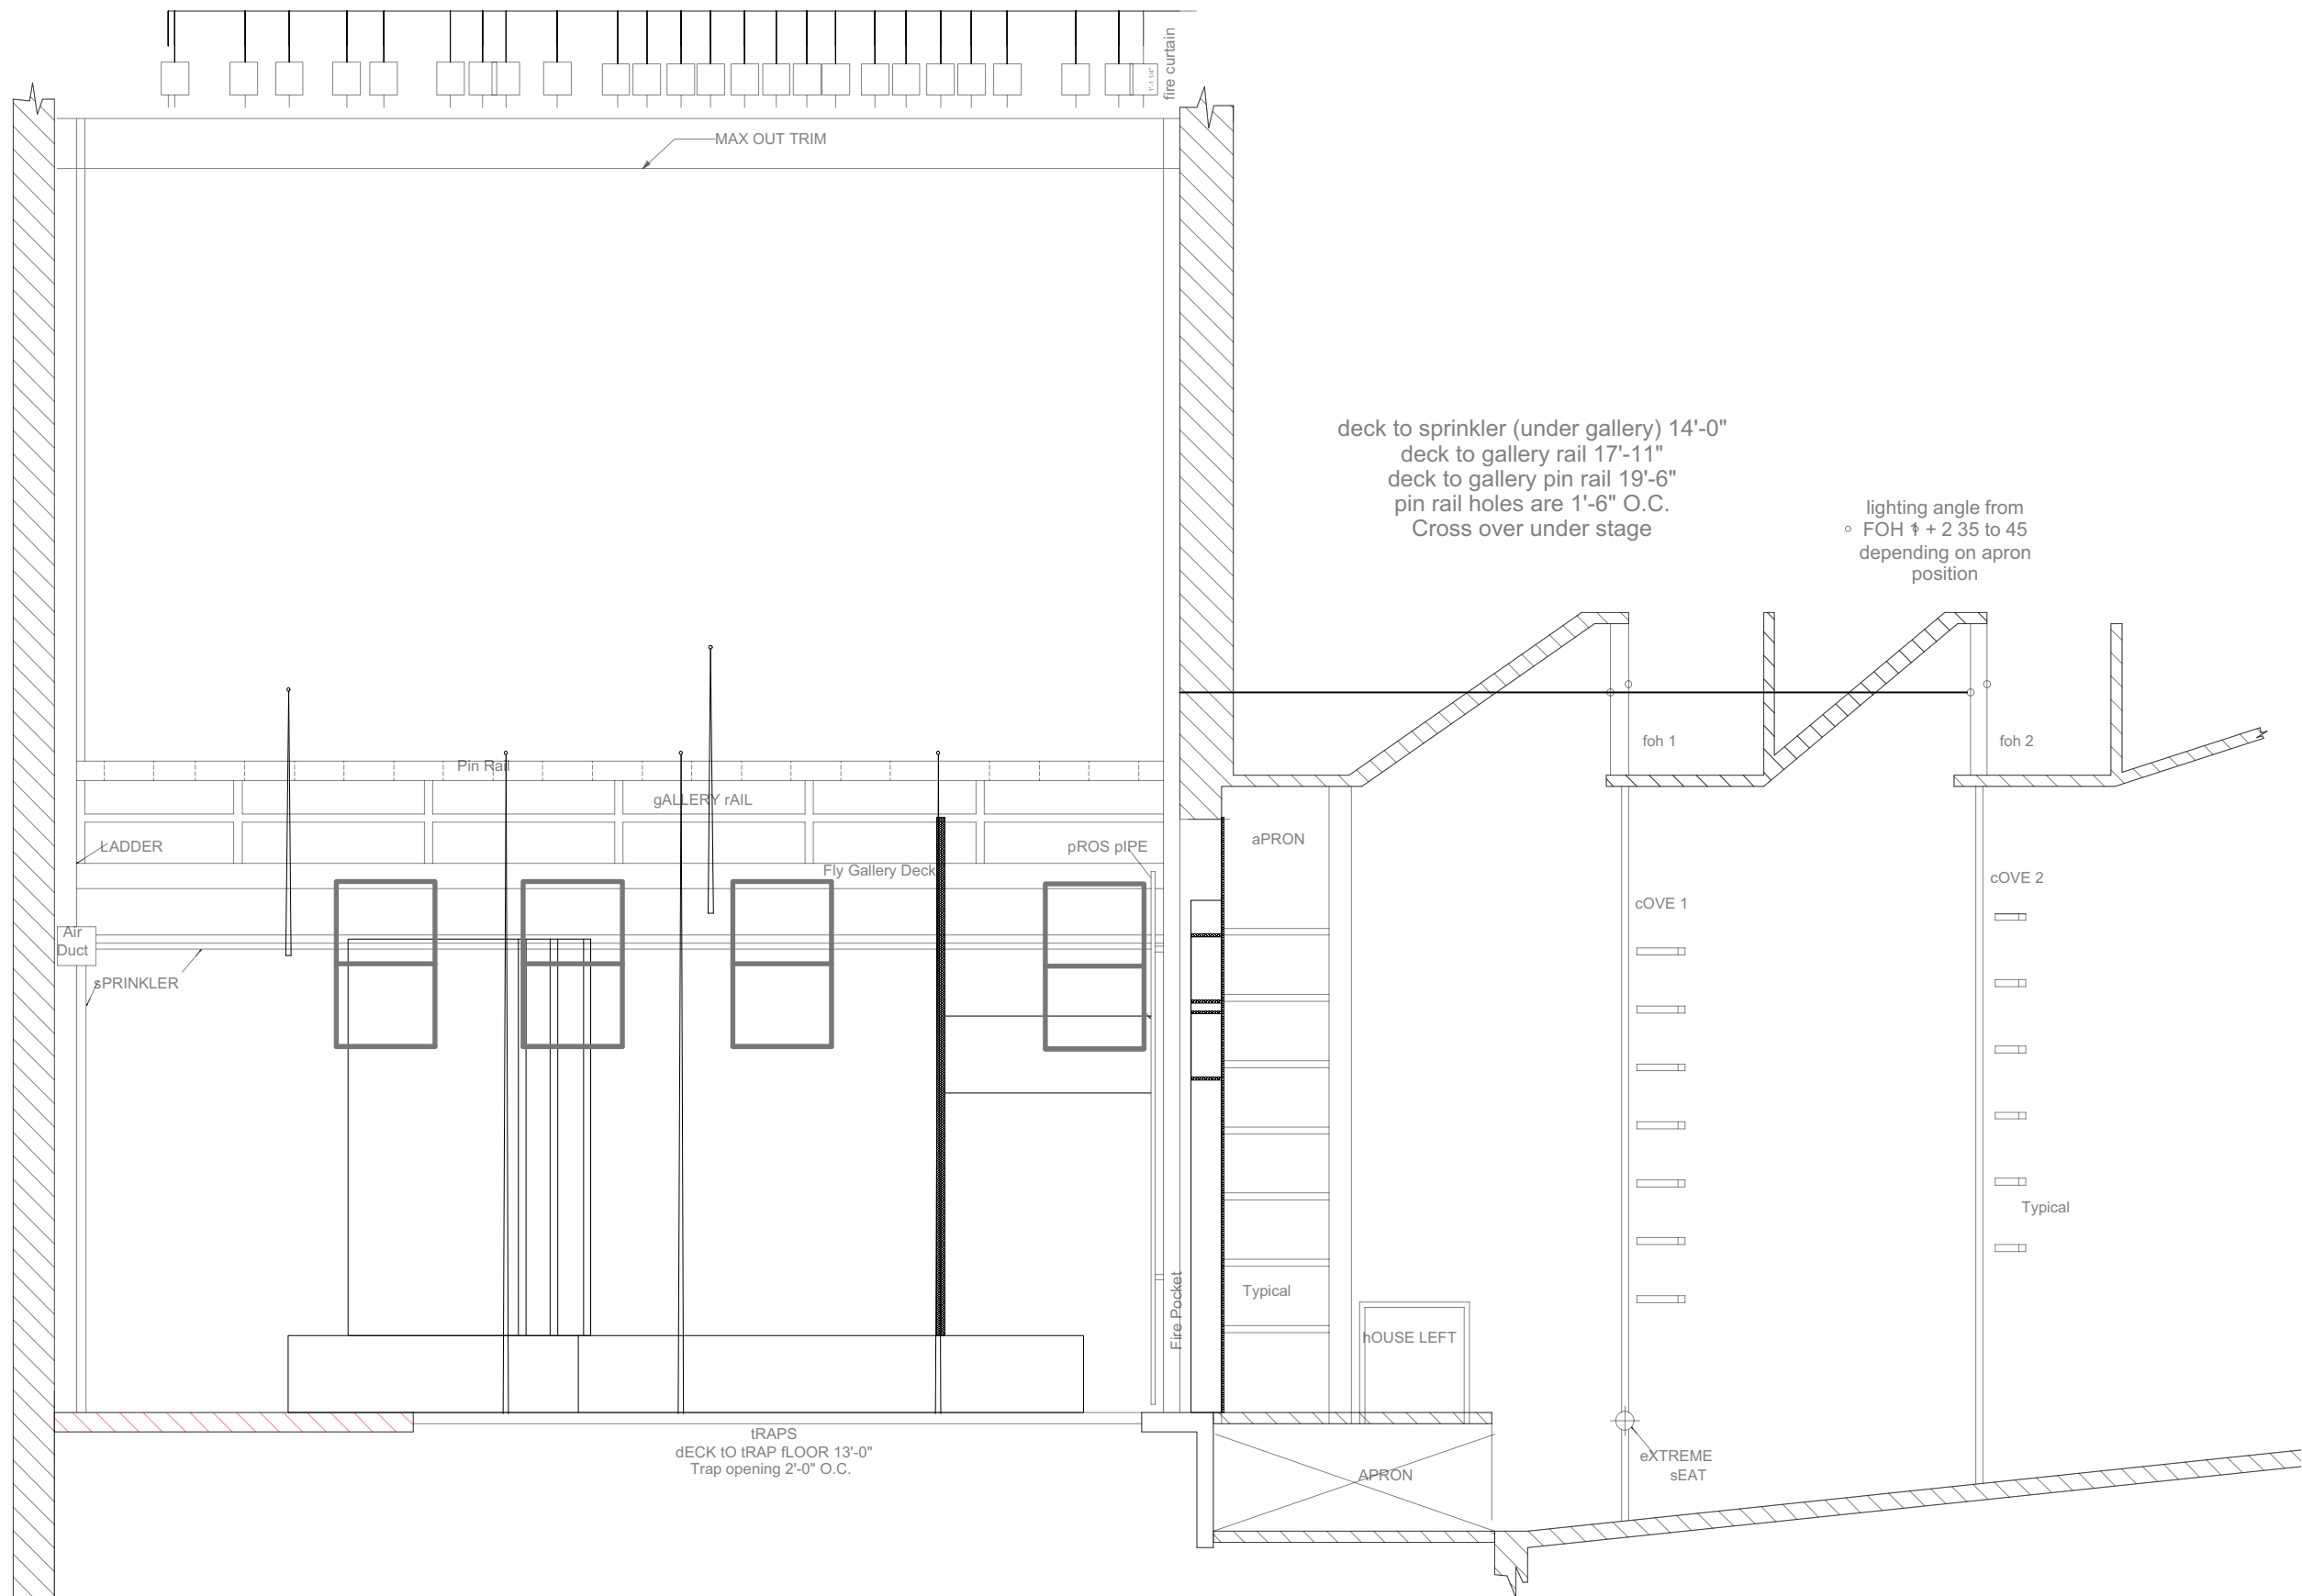 fire curtain
1'-1 1/4"
MAX OUT TRIM
deck to sprinkler (under gallery) 14'-0"
deck to gallery rail 17'-11"
deck to gallery pin rail 19'-6"
pin rail holes are 1'-6" O.C.
Cross over under stage
lighting angle from
FOH 1 + 2 35 to 45
depending on apron
position
foh 1
foh 2
Pin Rail
gALLERY rAIL
LADDER
pROS pIPE
aPRON
Fly Gallery Deck
cOVE 1
cOVE 2
Air
Duct
sPRINKLER
Typical
Fire Pocket
Typical
hOUSE LEFT
tRAPS
dECK tO tRAP fLOOR 13'-0"
Trap opening 2'-0" O.C.
APRON
eXTREME
sEAT